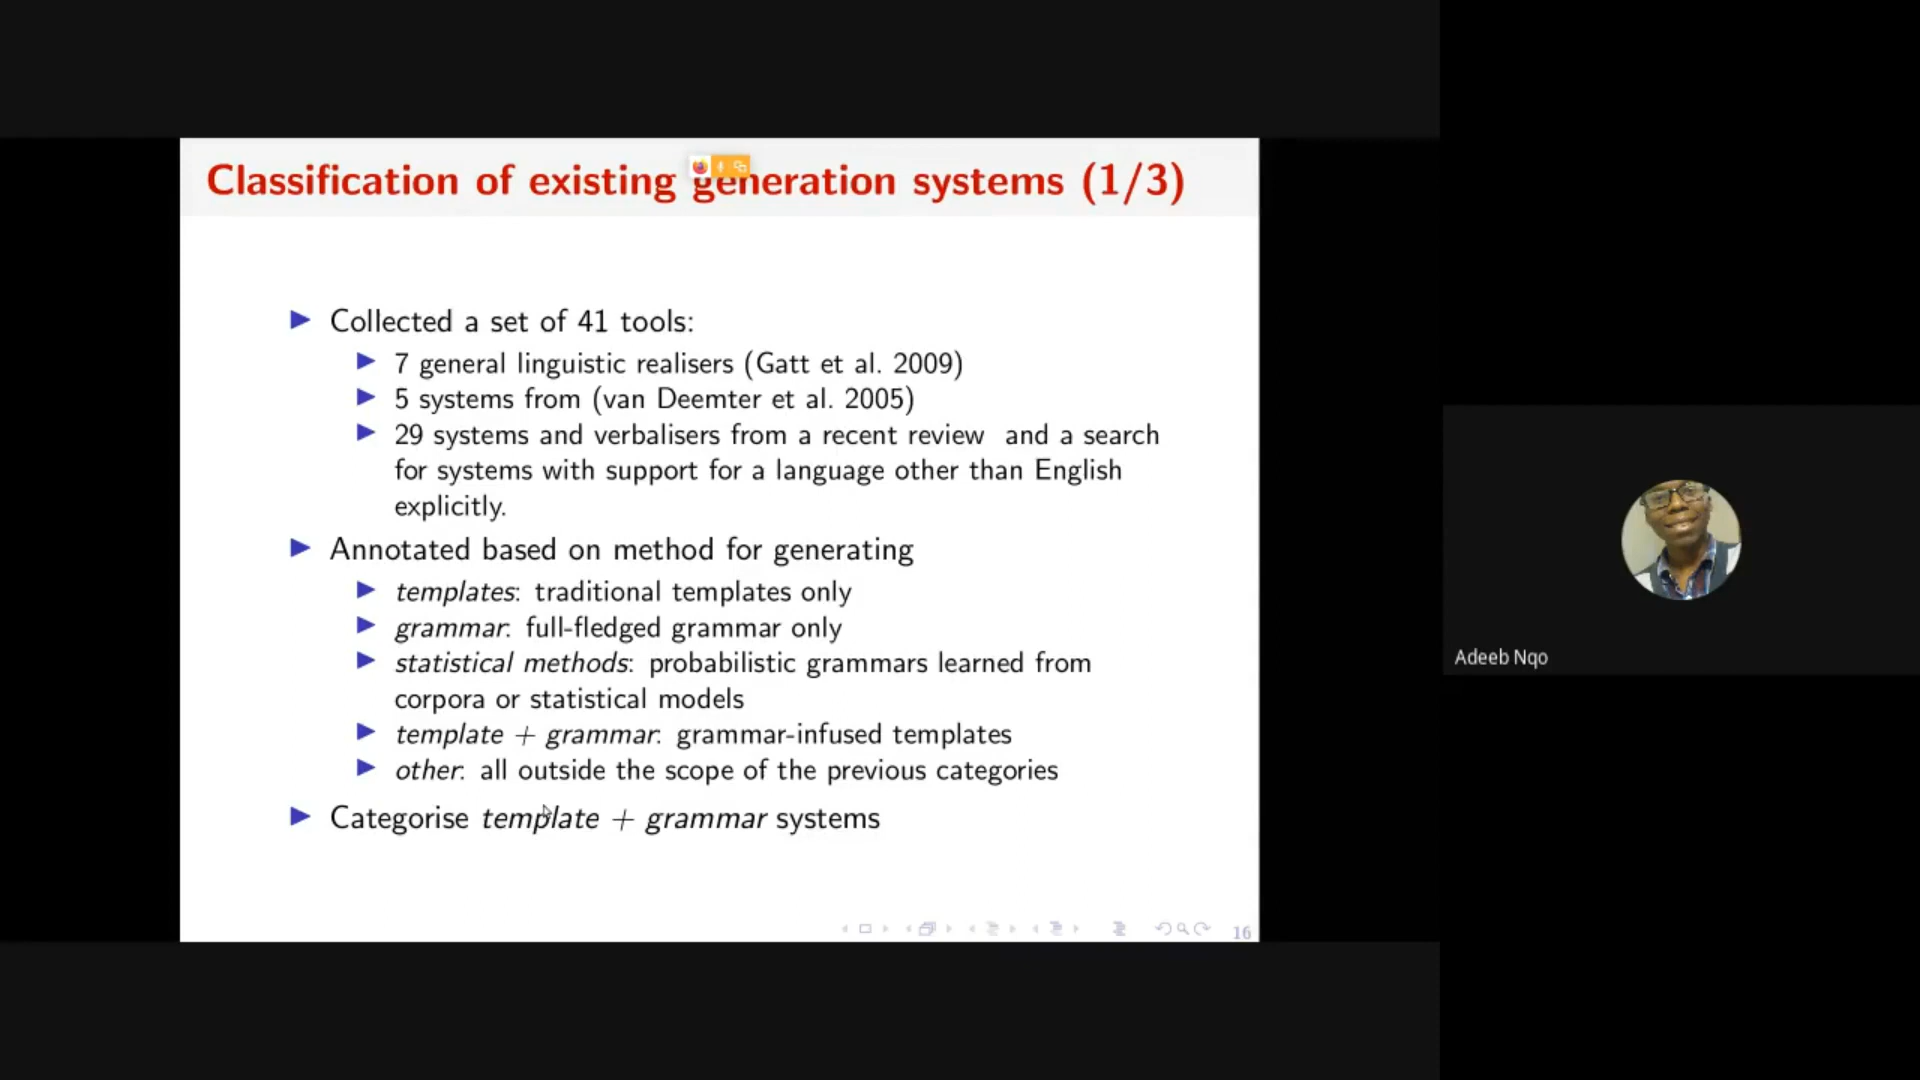 Classification of existing generation systems (1/3)
Collected a set of 41 tools:
7 general linguistic realisers (Gatt et al. 2009)
5 systems from (van Deemter et al. 2005)
29 systems and verbalisers from a recent review and a search
for systems with support for a language other than English
explicitly.
Annotated based on method for generating
templates: traditional templates only
grammar: full-fledged grammar only
statistical methods: probabilistic grammars learned from
corpora or statistical models
template + grammar: grammar-infused templates
other: all outside the scope of the previous categories
Categorise template + grammar systems
16
Adeeb Nqo